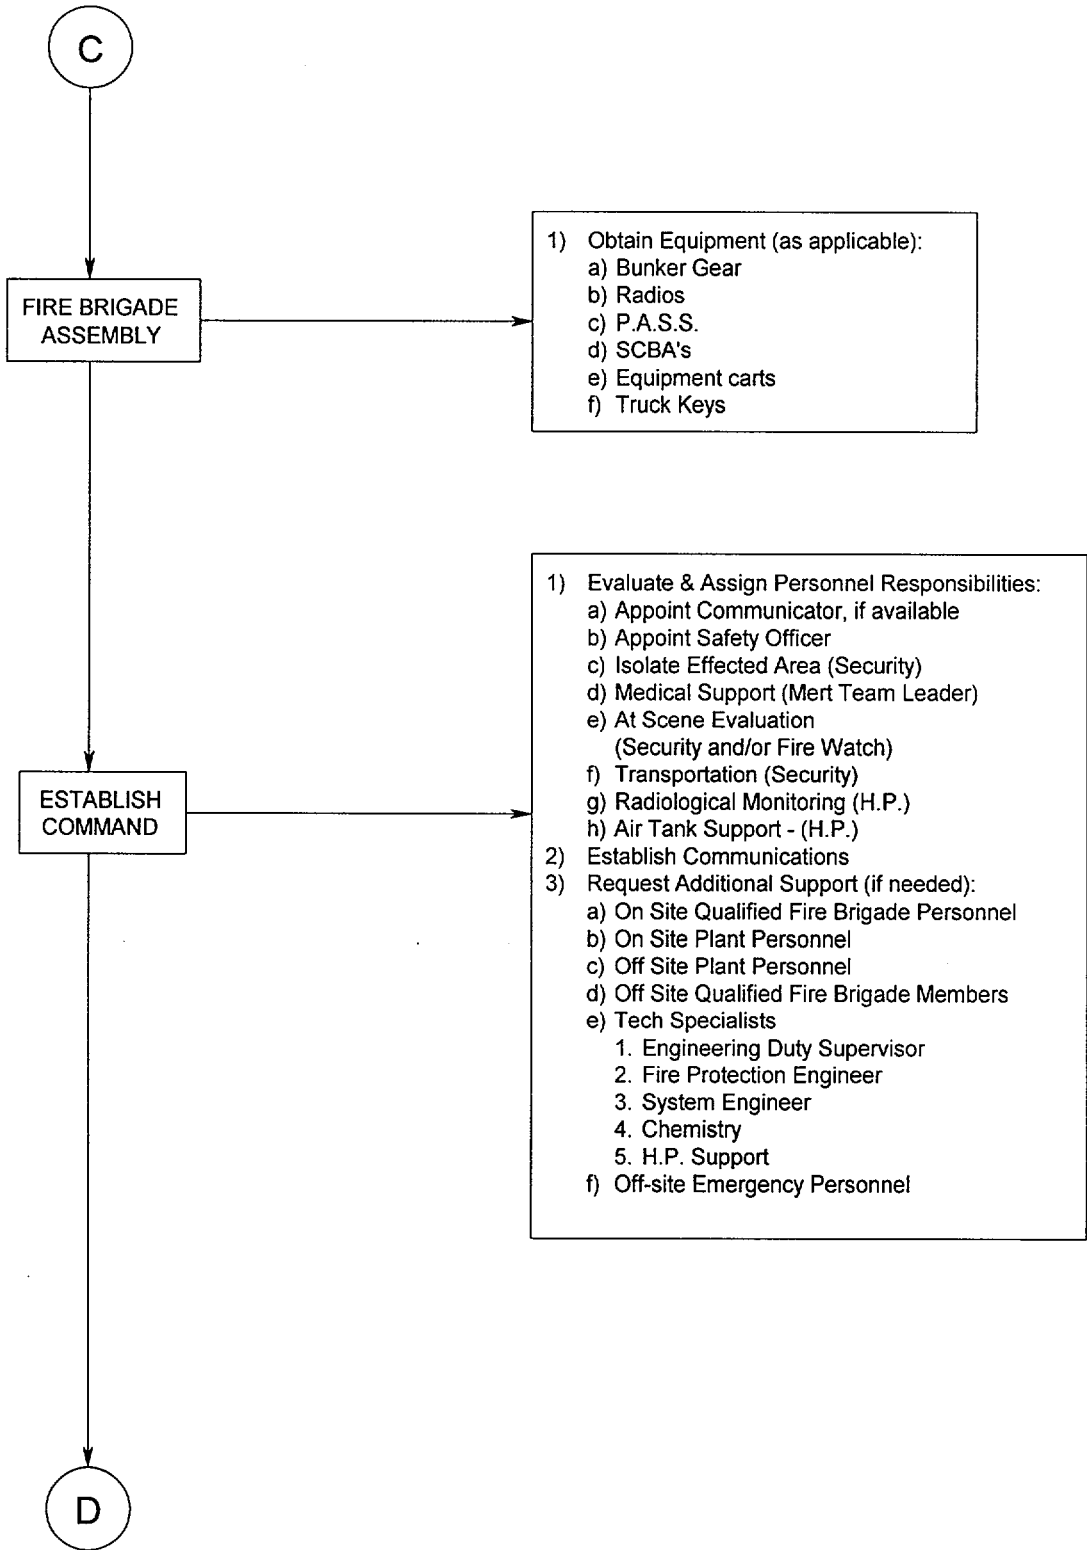 C
FIRE BRIGADE
ASSEMBLY
1) Obtain Equipment (as applicable):
a) Bunker Gear
b) Radios
c) P.A.S.S.
d) SCBA's
e) Equipment carts
f) Truck Keys
ESTABLISH
COMMAND
1) Evaluate & Assign Personnel Responsibilities:
a) Appoint Communicator, if available
b) Appoint Safety Officer
c) Isolate Effected Area (Security)
d) Medical Support (Mert Team Leader)
e) At Scene Evaluation
(Security and/or Fire Watch)
f) Transportation (Security)
g) Radiological Monitoring (H.P.)
h) Air Tank Support - (H.P.)
2) Establish Communications
3) Request Additional Support (if needed):
a) On Site Qualified Fire Brigade Personnel
b) On Site Plant Personnel
c) Off Site Plant Personnel
d) Off Site Qualified Fire Brigade Members
e) Tech Specialists
1. Engineering Duty Supervisor
2. Fire Protection Engineer
3. System Engineer
4. Chemistry
5. H.P. Support
f) Off-site Emergency Personnel
D